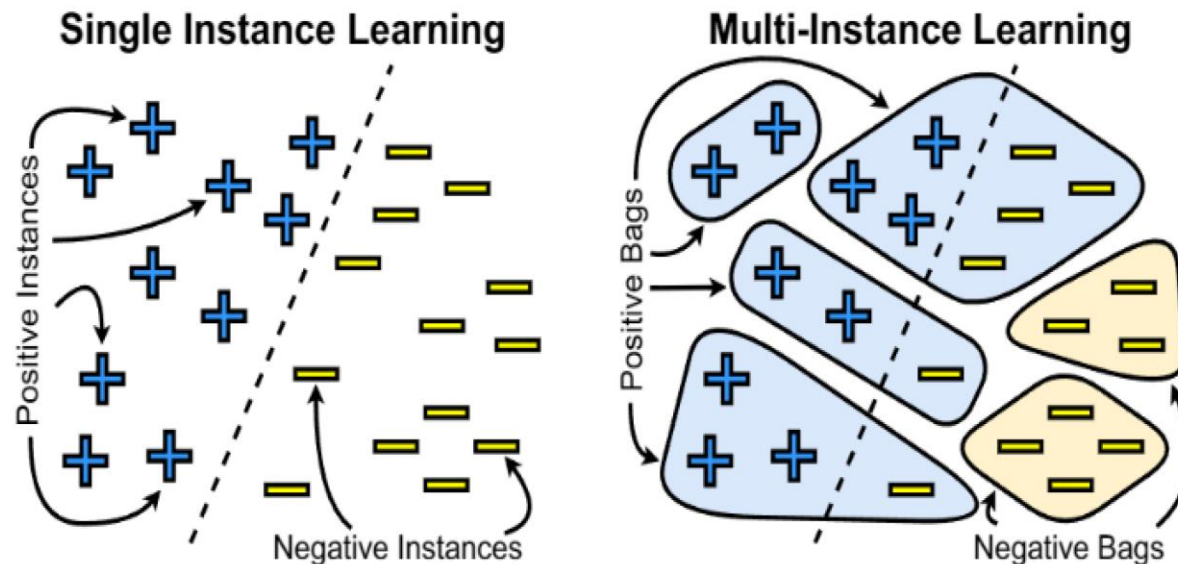 Single Instance Learning
Positive Instances
Negative Instances
Multi-Instance Learning
Positive Bags
Negative Bags